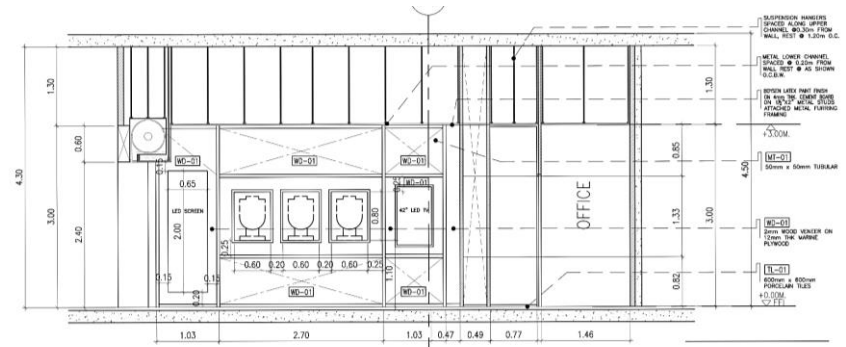 SUSPENSION HANGERS
SPACED ALONG UPPER
CHANNEL @0.30m FROM
WALL, REST @ 1.20m O.C.
METAL LOWER CHANNEL
SPACED @ 0.20m FROM
WALL REST @ AS SHOWN
O.C.B.W.
BOYSEN LATEX PAINT FINISH
ON 4mm THK. CEMENT BOARD
METAL STUDS
ATTACHED METAL FURRING
FRAMING
+3.00M.
MT-01
50mm x 50mm TUBULAR
WD-01
2mm WOOD VENEER ON
12mm THK MARINE
PLYWOOD
TL-01
600mm x 600mm
PORCELAIN TILES
+0.00M.
FFL
4.30
1.30
0.60
3.00
2.40
0.15
WD-01
WD-01
WD-01
WD-01
0.65
LED SCREEN
2.00
42" LED TV
0.80
0.25
0.25
0.60
0.20
0.60
0.20
0.60
0.25
0.15
0.15
0.20
1.10
WD-01
WD-01
OFFICE
0.85
1.33
0.82
1.30
3.00
4.50
1.03
2.70
1.03
0.47
0.49
0.77
1.46